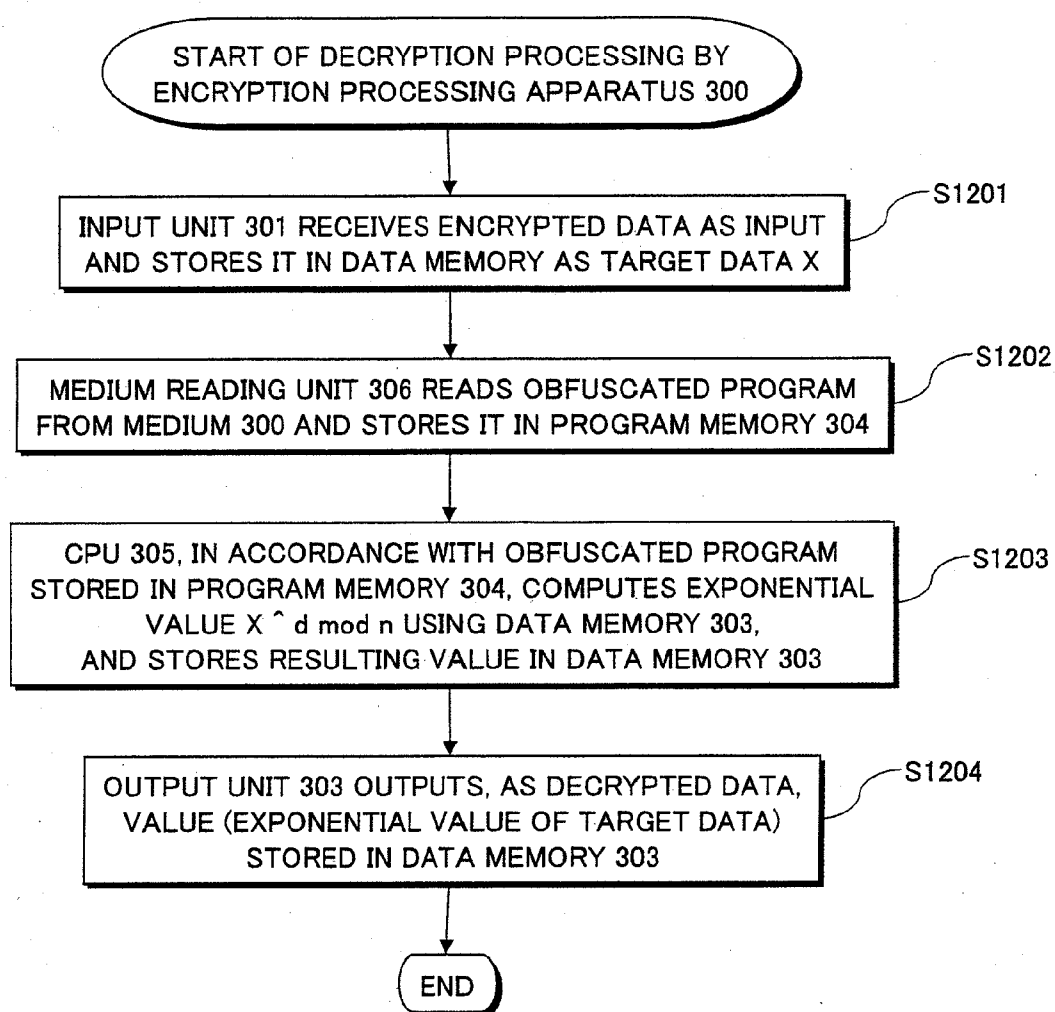 START OF DECRYPTION PROCESSING BY
ENCRYPTION PROCESSING APPARATUS 300
S1201
INPUT UNIT 301 RECEIVES ENCRYPTED DATA AS INPUT
AND STORES IT IN DATA MEMORY AS TARGET DATA X
S1202
MEDIUM READING UNIT 306 READS OBFUSCATED PROGRAM
FROM MEDIUM 300 AND STORES IT IN PROGRAM MEMORY 304
S1203
CPU 305, IN ACCORDANCE WITH OBFUSCATED PROGRAM
STORED IN PROGRAM MEMORY 304, COMPUTES EXPONENTIAL
VALUE X ^ d mod n USING DATA MEMORY 303,
AND STORES RESULTING VALUE IN DATA MEMORY 303
S1204
OUTPUT UNIT 303 OUTPUTS, AS DECRYPTED DATA,
VALUE (EXPONENTIAL VALUE OF TARGET DATA)
STORED IN DATA MEMORY 303
END